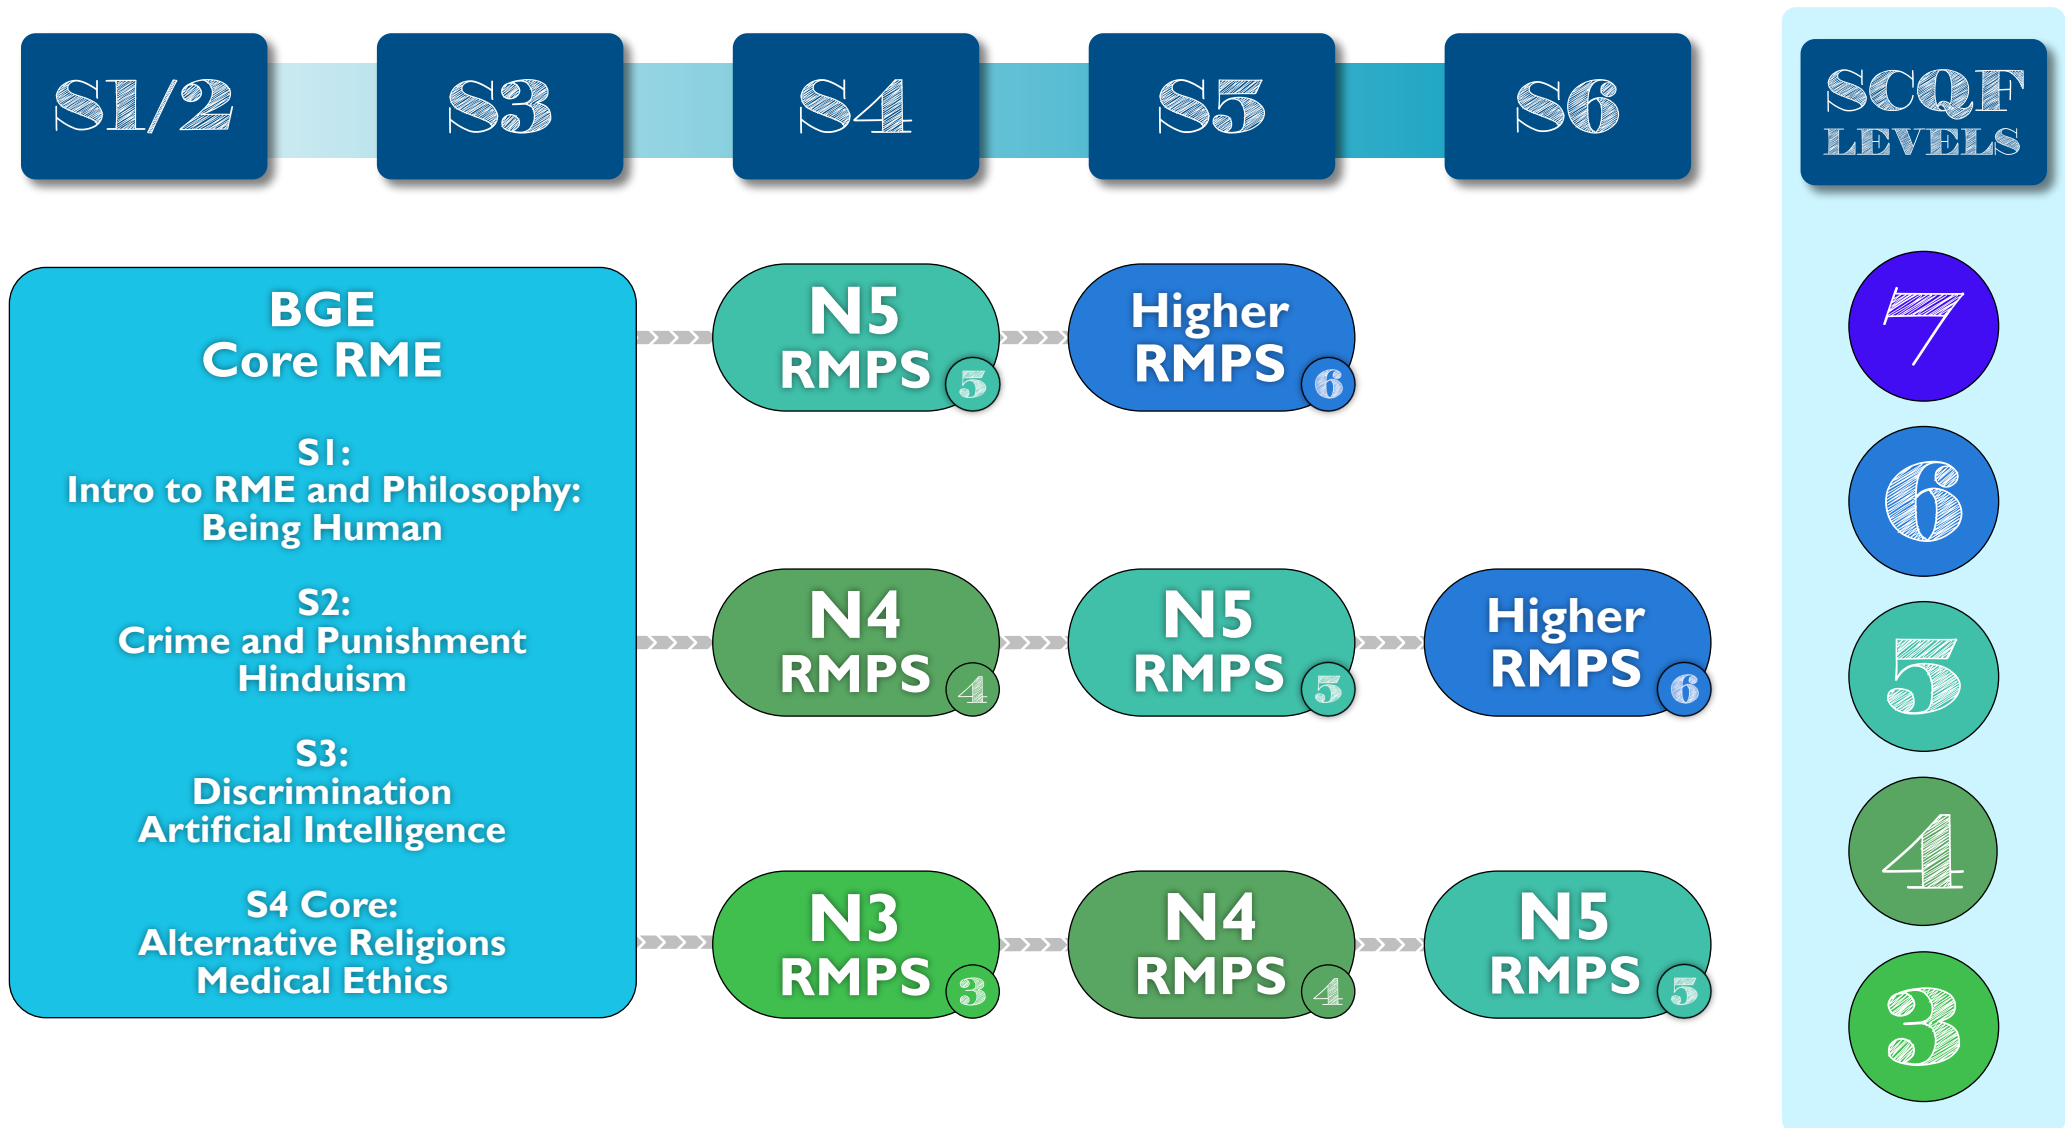 S1/2
S3
S4
S5
S6
SCQF
LEVELS
BGE
Core RME
S1:
Intro to RME and Philosophy:
Being Human
S2:
Crime and Punishment
Hinduism
S3:
Discrimination
Artificial Intelligence
S4 Core:
Alternative Religions
Medical Ethics
N5
RMPS
5
Higher
RMPS
6
N4
RMPS
4
N5
RMPS
5
Higher
RMPS
6
N3
RMPS
3
N4
RMPS
4
N5
RMPS
5
7
6
5
4
3